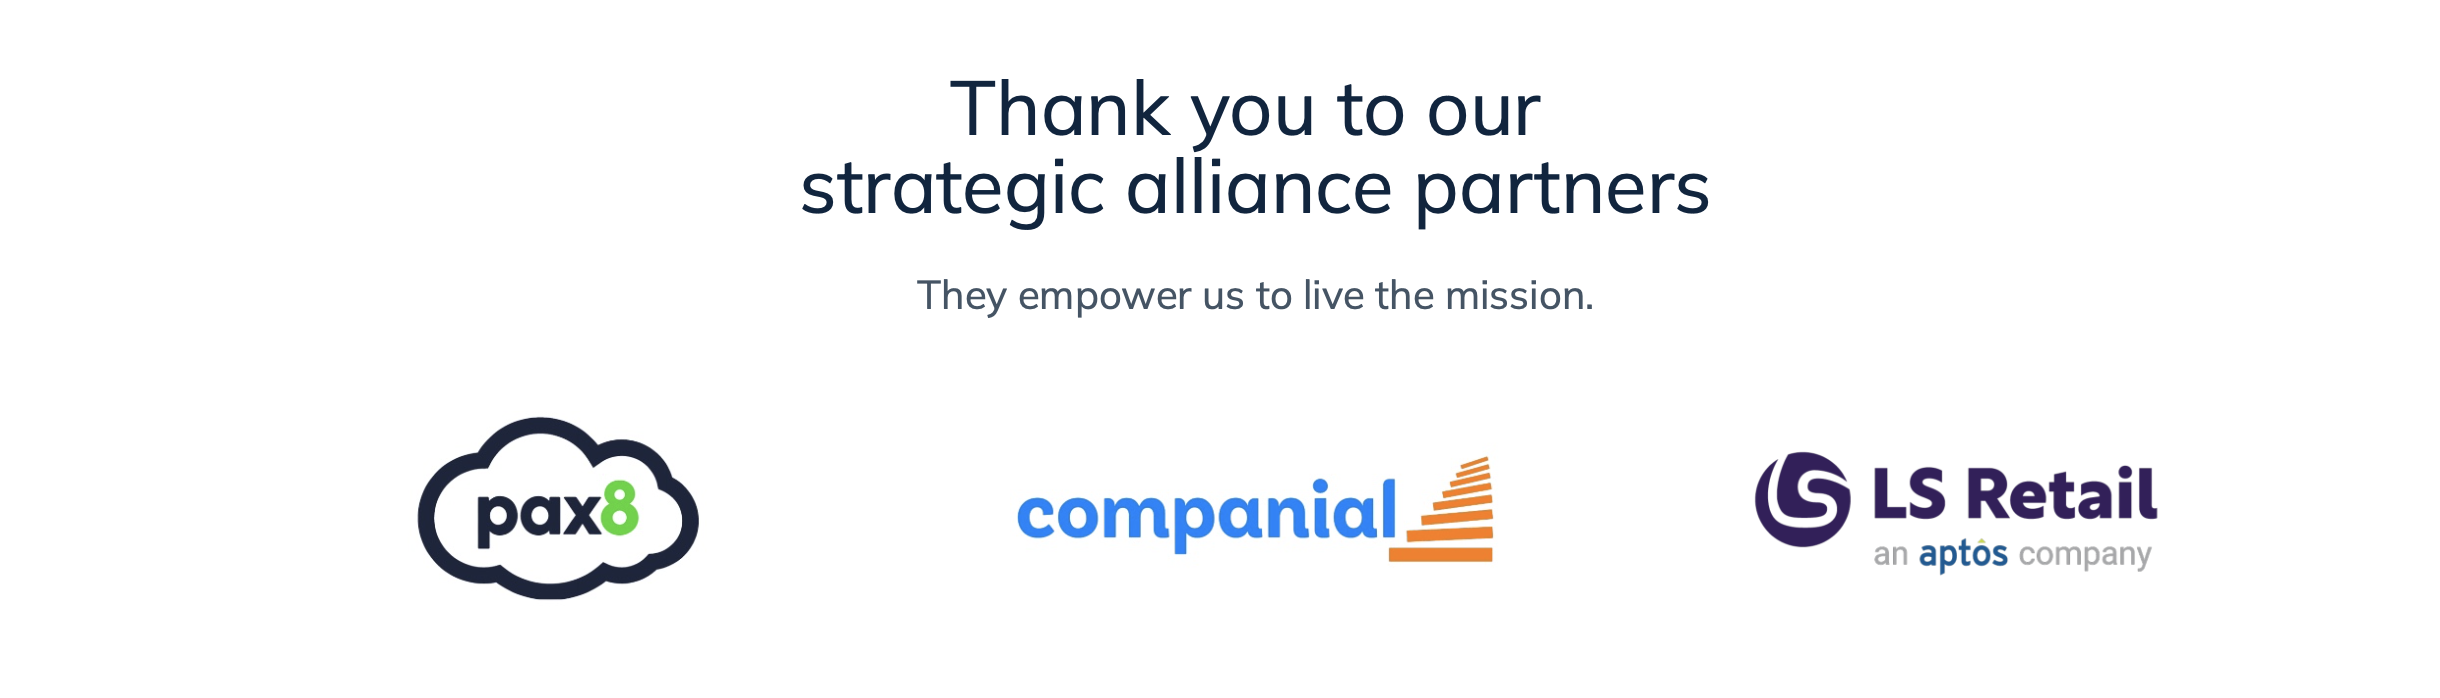 Thank you to our
strategic alliance partners
They empower us to live the mission.
pax8
companial
LS Retail
an aptos company